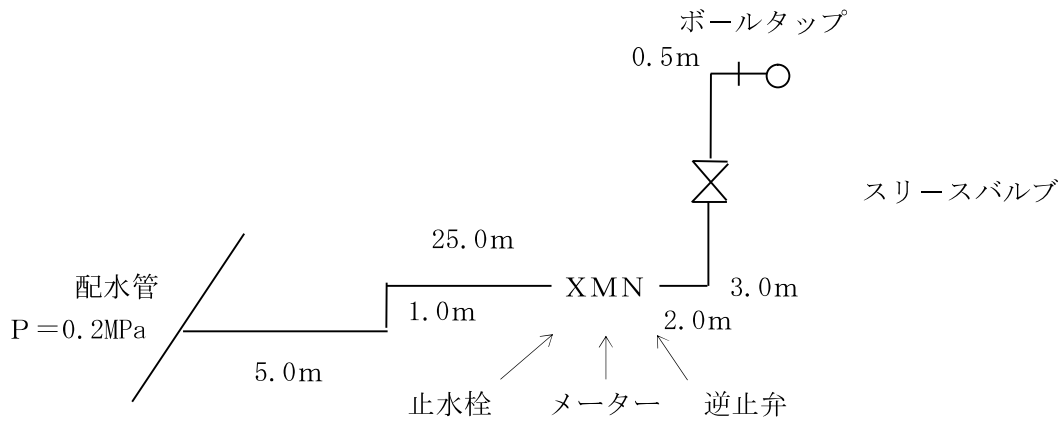 ボールタップ
0.5m
スリースバルブ
25.0m
配水管
XMN
3.0m
1.0m
2.0m
P=0.2MPa
5.0m
止水栓
メーター
逆止弁